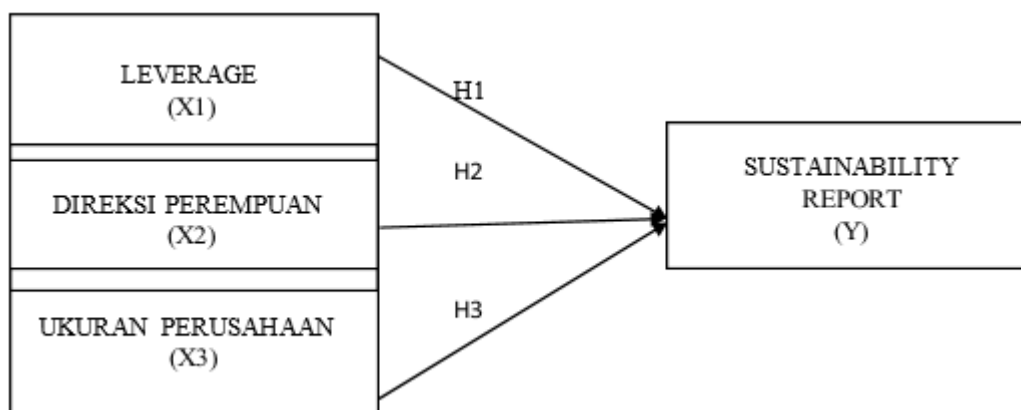 LEVERAGE
(X1)
DIREKSI PEREMPUAN
(X2)
UKURAN PERUSAHAAN
(X3)
H1
H2
H3
SUSTAINABILITY
REPORT
(Y)